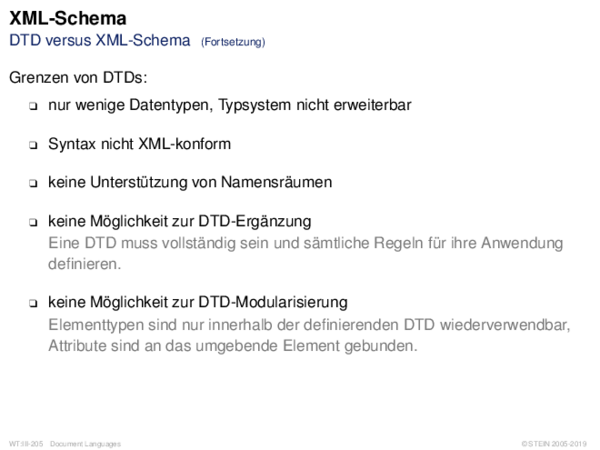 XML-Schema
DTD versus XML-Schema (Fortsetzung)
Grenzen von DTDs:
❑ nur wenige Datentypen, Typsystem nicht erweiterbar
❑ Syntax nicht XML-konform
❑ keine Unterstützung von Namensräumen
❑ keine Möglichkeit zur DTD-Ergänzung
Eine DTD muss vollständig sein und sämtliche Regeln für ihre Anwendung
definieren.
❑ keine Möglichkeit zur DTD-Modularisierung
Elementtypen sind nur innerhalb der definierenden DTD wiederverwendbar,
Attribute sind an das umgebende Element gebunden.
WT:III-205 Document Languages © STEIN 2005-2019